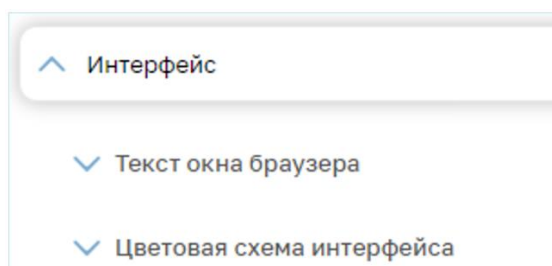 Интерфейс
Текст окна браузера
Цветовая схема интерфейса